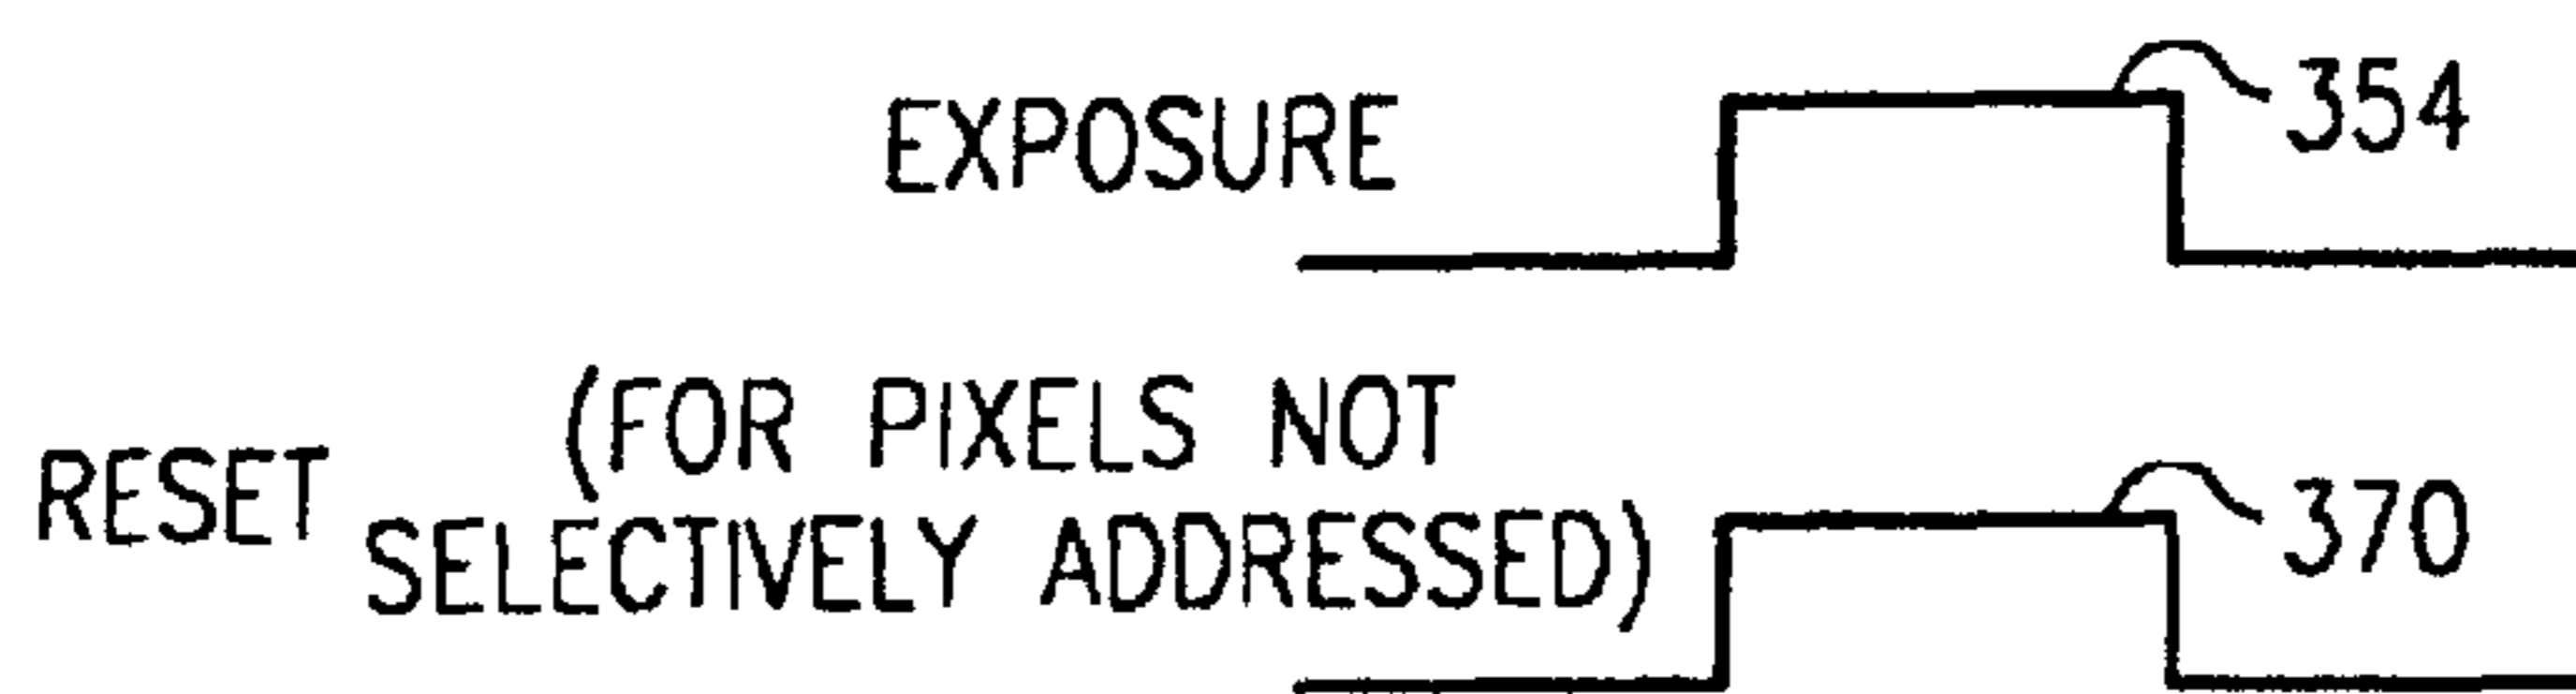 EXPOSURE
354
RESET (FOR PIXELS NOT
SELECTIVELY ADDRESSED)
370